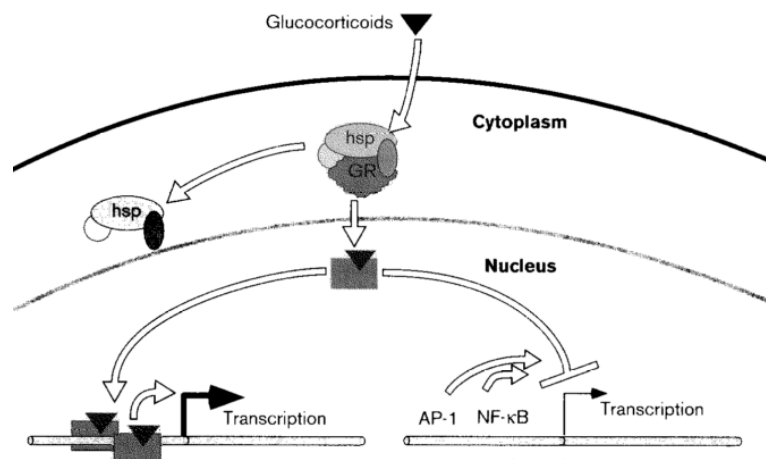 Glucocorticoids
Cytoplasm
hsp
GR
hsp
Nucleus
Transcription
AP-1 NF-κB
Transcription